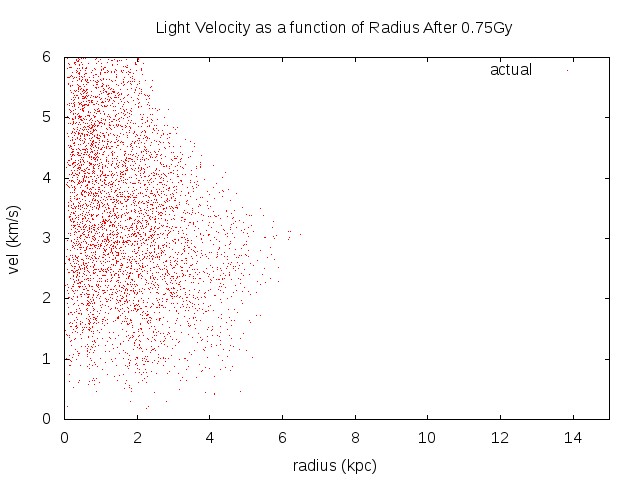 Light Velocity as a function of Radius After 0.75Gy
actual
6
5
4
3
2
1
0
vel (km/s)
0 2 4 6 8 10 12 14
radius (kpc)